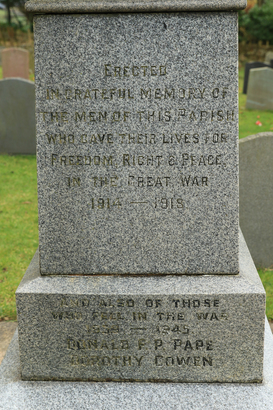 ERECTED
IN GRATEFUL MEMORY OF
THE MEN OF THIS PARISH
WHO GAVE THEIR LIVES FOR
FREEDOM, RIGHT & PEACE,
IN THE GREAT WAR
1914 — 1919
AND ALSO OF THOSE
WHO FELL IN THE WAR
1939 — 1945
DONALD F. P. PAPE
DOROTHY COWEN